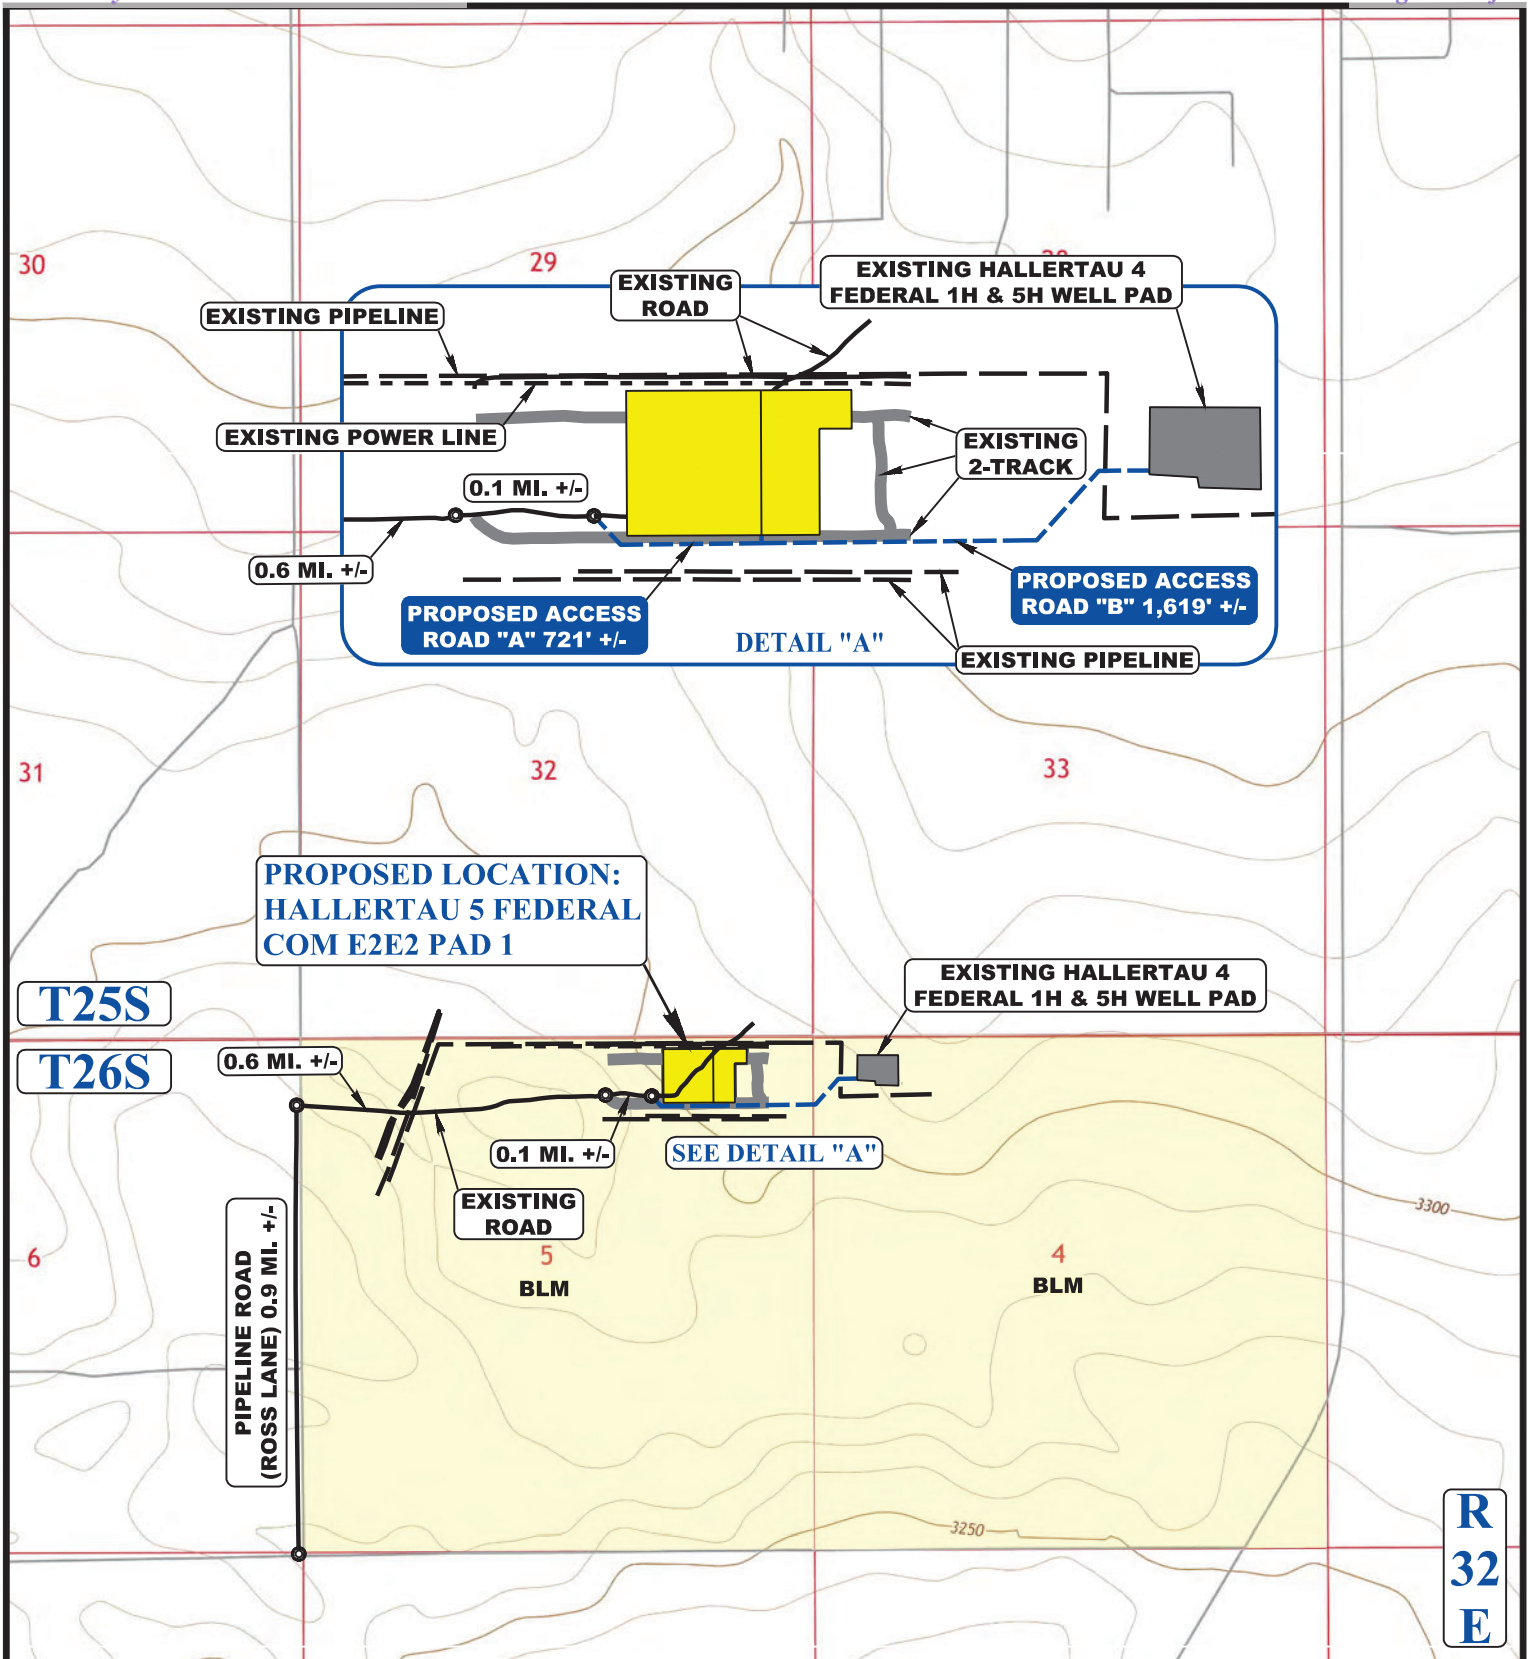 30
29
EXISTING
ROAD
EXISTING HALLERTAU 4
FEDERAL 1H & 5H WELL PAD
EXISTING PIPELINE
EXISTING POWER LINE
EXISTING
2-TRACK
0.1 MI. +/-
0.6 MI. +/-
PROPOSED ACCESS
ROAD "A" 721' +/-
PROPOSED ACCESS
ROAD "B" 1,619' +/-
DETAIL "A"
EXISTING PIPELINE
31
32
33
PROPOSED LOCATION:
HALLERTAU 5 FEDERAL
COM E2E2 PAD 1
EXISTING HALLERTAU 4
FEDERAL 1H & 5H WELL PAD
T25S
T26S
0.6 MI. +/-
0.1 MI. +/-
SEE DETAIL "A"
EXISTING
ROAD
3300
6
5
BLM
4
BLM
PIPELINE ROAD
(ROSS LANE) 0.9 MI. +/-
3250
R
32
E